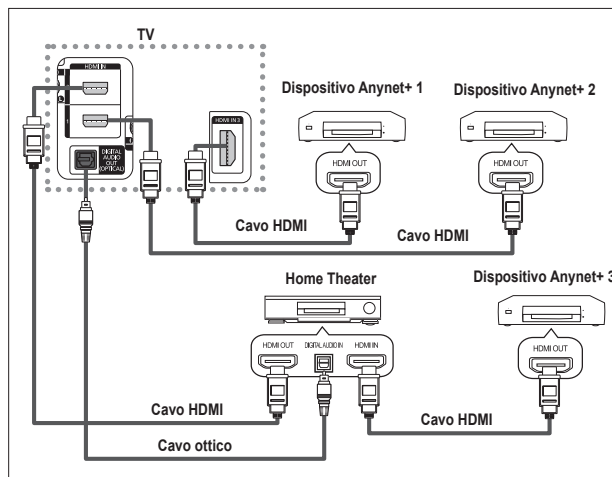 TV
HDMI IN
DIGITAL
AUDIO
OUT
(OPTICAL)
HDMI IN 3
Dispositivo Anynet+ 1
Dispositivo Anynet+ 2
HDMI OUT
HDMI OUT
Cavo HDMI
Cavo HDMI
Home Theater
Dispositivo Anynet+ 3
HDMI OUT
DIGITAL AUDIO IN
HDMI IN
HDMI OUT
Cavo HDMI
Cavo HDMI
Cavo ottico